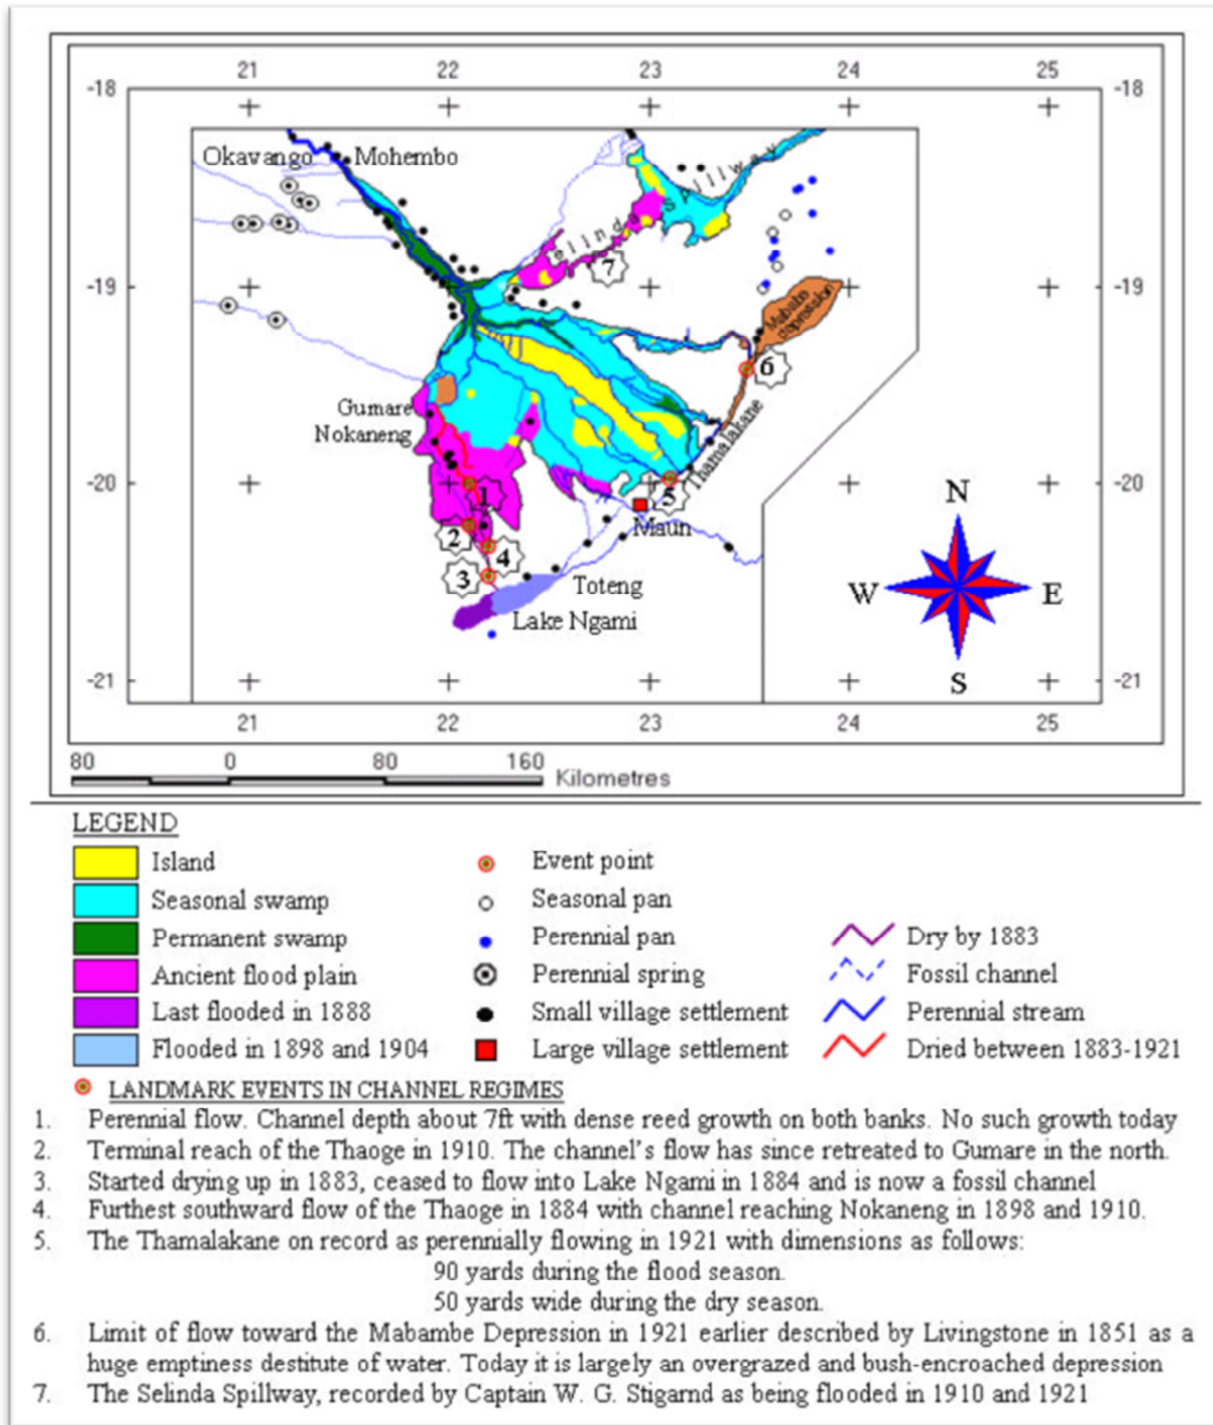 21 22 23 24 25
-18 -18
Okavango Mohembo
elinda spillway
7
-19 -19
Mababe
depression
6
Gumare
Nokaneng
Thamalakane
-20 -20
1 5
N
2 Maun
4
3 Toteng
W E
Lake Ngami
-21 S -21
21 22 23 24 25
80 0 80 160 Kilometres
LEGEND
Island Event point
Seasonal swamp Seasonal pan
Permanent swamp Perennial pan Dry by 1883
Ancient flood plain Perennial spring Fossil channel
Last flooded in 1888 Small village settlement Perennial stream
Flooded in 1898 and 1904 Large village settlement Dried between 1883-1921
LANDMARK EVENTS IN CHANNEL REGIMES
1. Perennial flow. Channel depth about 7ft with dense reed growth on both banks. No such growth today
2. Terminal reach of the Thaoge in 1910. The channel's flow has since retreated to Gumare in the north.
3. Started drying up in 1883, ceased to flow into Lake Ngami in 1884 and is now a fossil channel
4. Furthest southward flow of the Thaoge in 1884 with channel reaching Nokaneng in 1898 and 1910.
5. The Thamalakane on record as perennially flowing in 1921 with dimensions as follows:
90 yards during the flood season.
50 yards wide during the dry season.
6. Limit of flow toward the Mabambe Depression in 1921 earlier described by Livingstone in 1851 as a
huge emptiness destitute of water. Today it is largely an overgrazed and bush-encroached depression
7. The Selinda Spillway, recorded by Captain W. G. Stigarnd as being flooded in 1910 and 1921